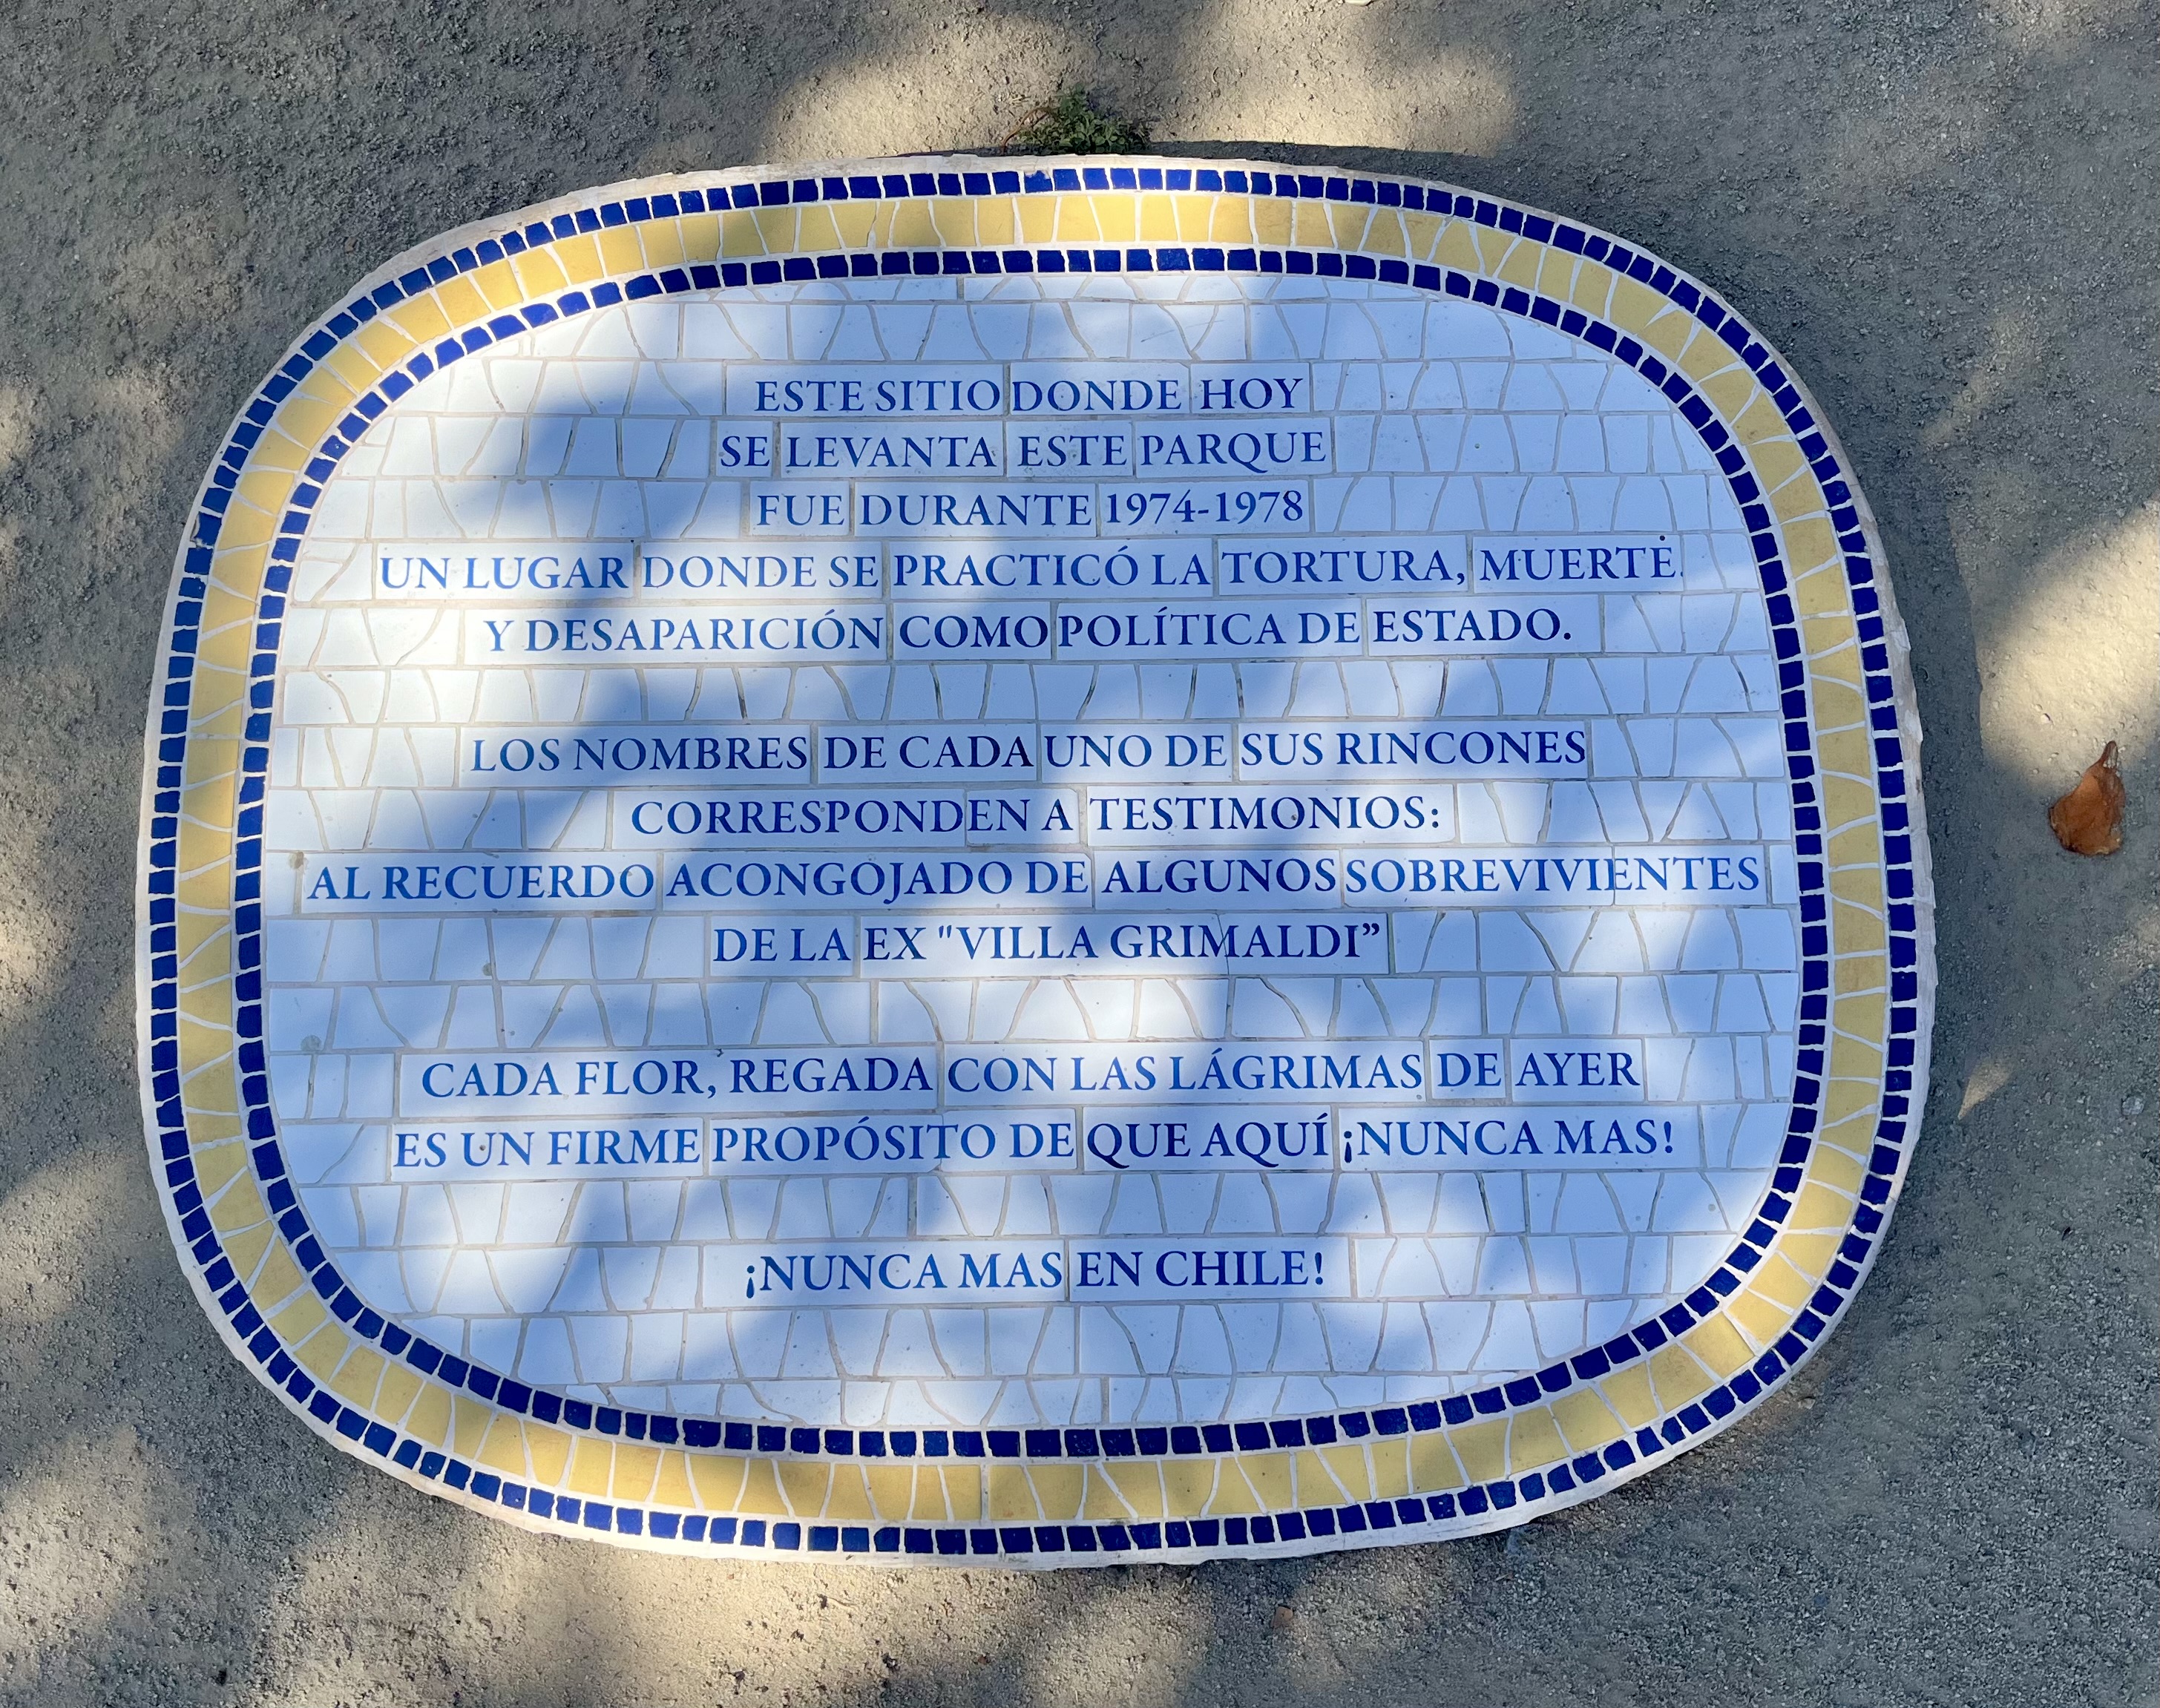 ESTE SITIO DONDE HOY
SE LEVANTA ESTE PARQUE
FUE DURANTE 1974-1978
UN LUGAR DONDE SE PRACTICÓ LA TORTURA, MUERTE
Y DESAPARICIÓN COMO POLÍTICA DE ESTADO.
LOS NOMBRES DE CADA UNO DE SUS RINCONES
CORRESPONDEN A TESTIMONIOS:
AL RECUERDO ACONGOJADO DE ALGUNOS SOBREVIVIENTES
DE LA EX "VILLA GRIMALDI”
CADA FLOR, REGADA CON LAS LÁGRIMAS DE AYER
ES UN FIRME PROPÓSITO DE QUE AQUÍ ¡NUNCA MAS!
¡NUNCA MAS EN CHILE!